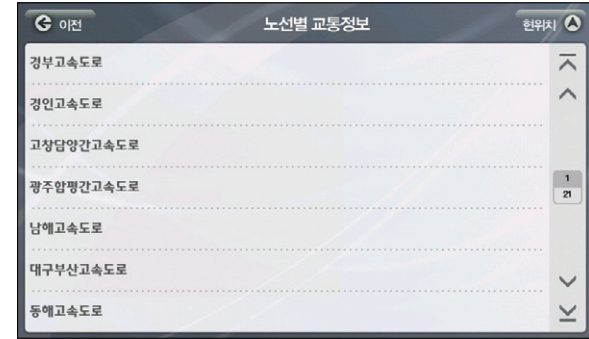 이전
노선별 교통정보
현위치
경부고속도로
경인고속도로
고창담양간고속도로
1
광주함평간고속도로
21
남해고속도로
대구부산고속도로
동해고속도로